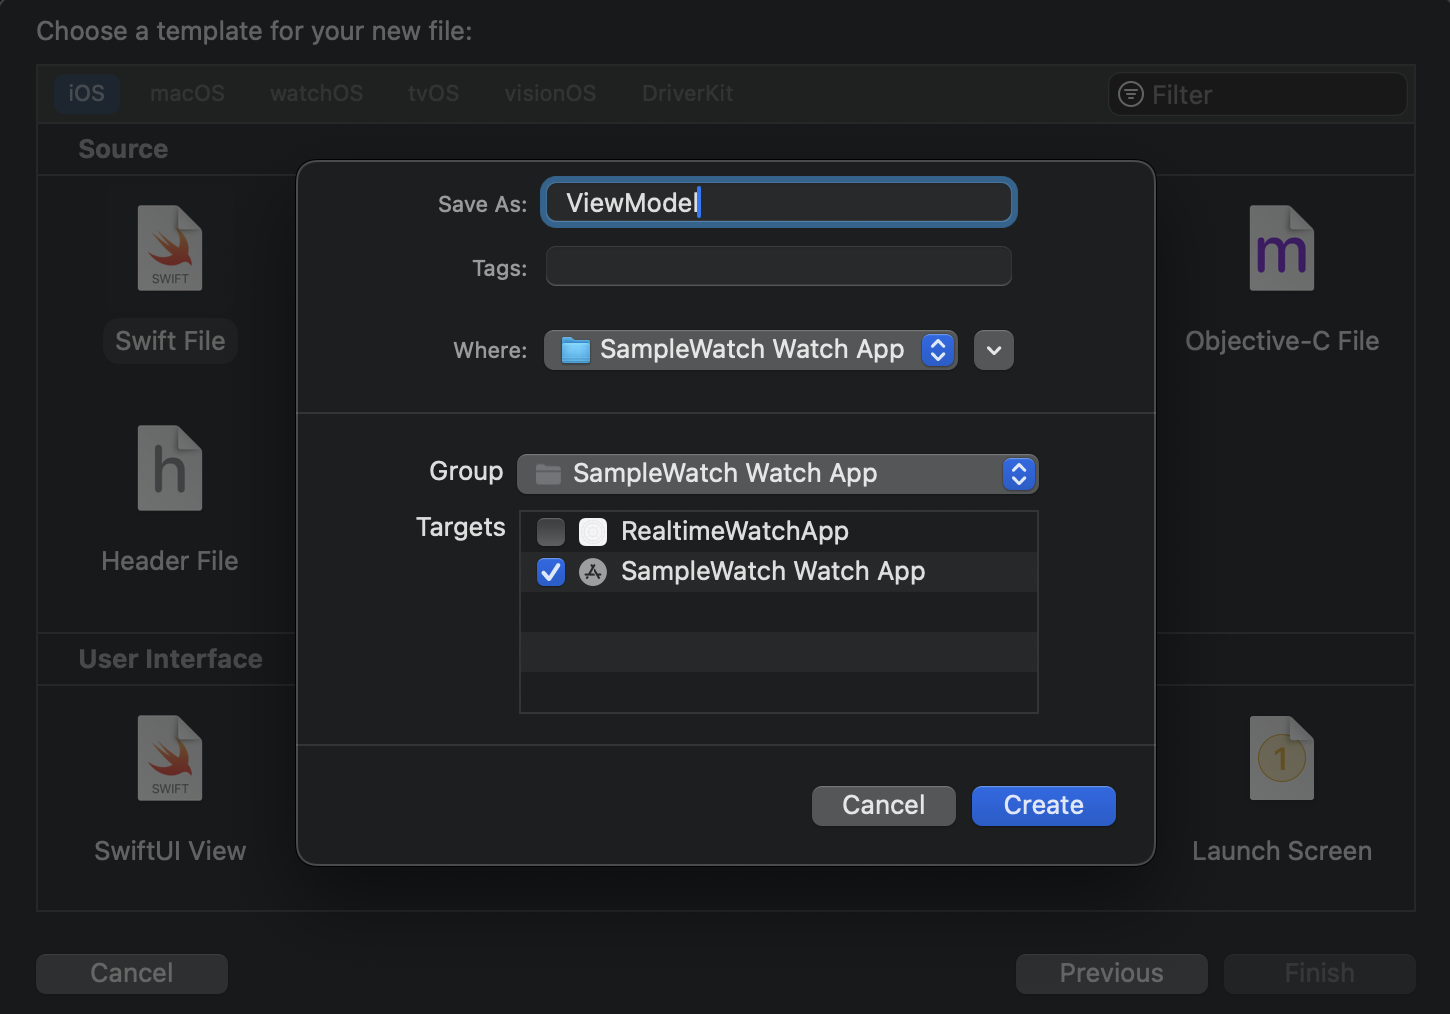 Choose a template for your new file:
iOS macOS watchOS tvOS visionOS DriverKit Filter
Source
Save As: ViewModel
Tags:
SWIFT
m
Swift File
Where: SampleWatch Watch App
Objective-C File
h
Group SampleWatch Watch App
Targets RealtimeWatchApp
SampleWatch Watch App
Header File
User Interface
SWIFT
1
Cancel Create
SwiftUI View
Launch Screen
Cancel Previous Finish